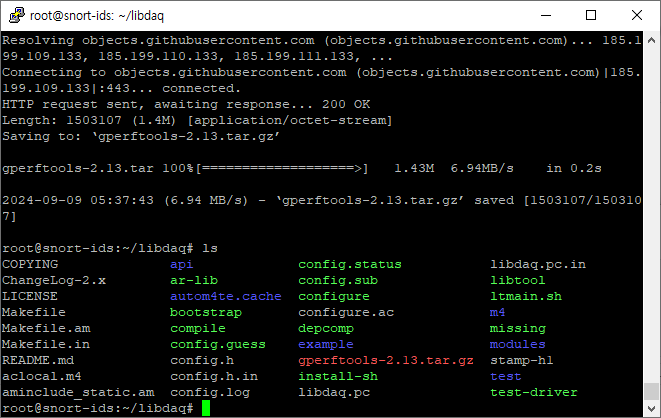 root@snort-ids: ~/libdaq
Resolving objects.githubusercontent.com (objects.githubusercontent.com)... 185.1
99.109.133, 185.199.110.133, 185.199.111.133, ...
Connecting to objects.githubusercontent.com (objects.githubusercontent.com)|185.
199.109.133|:443... connected.
HTTP request sent, awaiting response... 200 OK
Length: 1503107 (1.4M) [application/octet-stream]
Saving to: ‘gperftools-2.13.tar.gz’
gperftools-2.13.tar 100%[===================>]   1.43M  6.94MB/s    in 0.2s
2024-09-09 05:37:43 (6.94 MB/s) - ‘gperftools-2.13.tar.gz’ saved [1503107/150310
7]
root@snort-ids:~/libdaq# ls
COPYING              api             config.status           libdaq.pc.in
ChangeLog-2.x        ar-lib          config.sub              libtool
LICENSE              autom4te.cache  configure               ltmain.sh
Makefile             bootstrap       configure.ac            m4
Makefile.am          compile         depcomp                 missing
Makefile.in          config.guess    example                 modules
README.md            config.h        gperftools-2.13.tar.gz  stamp-hl
aclocal.m4           config.h.in     install-sh              test
aminclude_static.am  config.log      libdaq.pc               test-driver
root@snort-ids:~/libdaq#